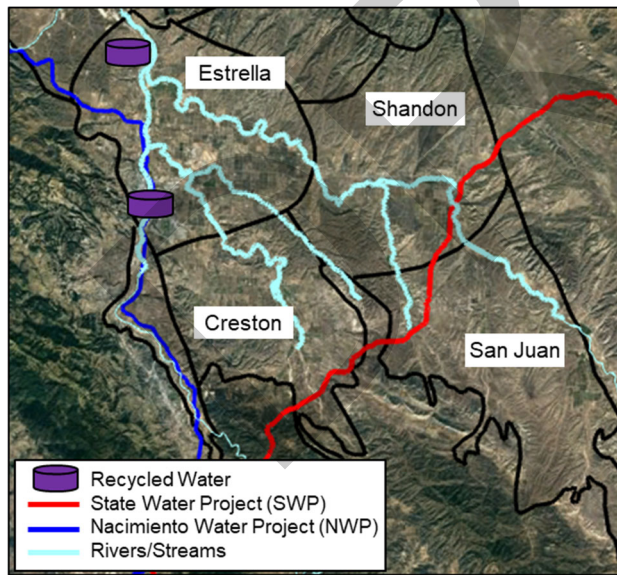 Estrella
Shandon
Creston
San Juan
Recycled Water
State Water Project (SWP)
Nacimiento Water Project (NWP)
Rivers/Streams